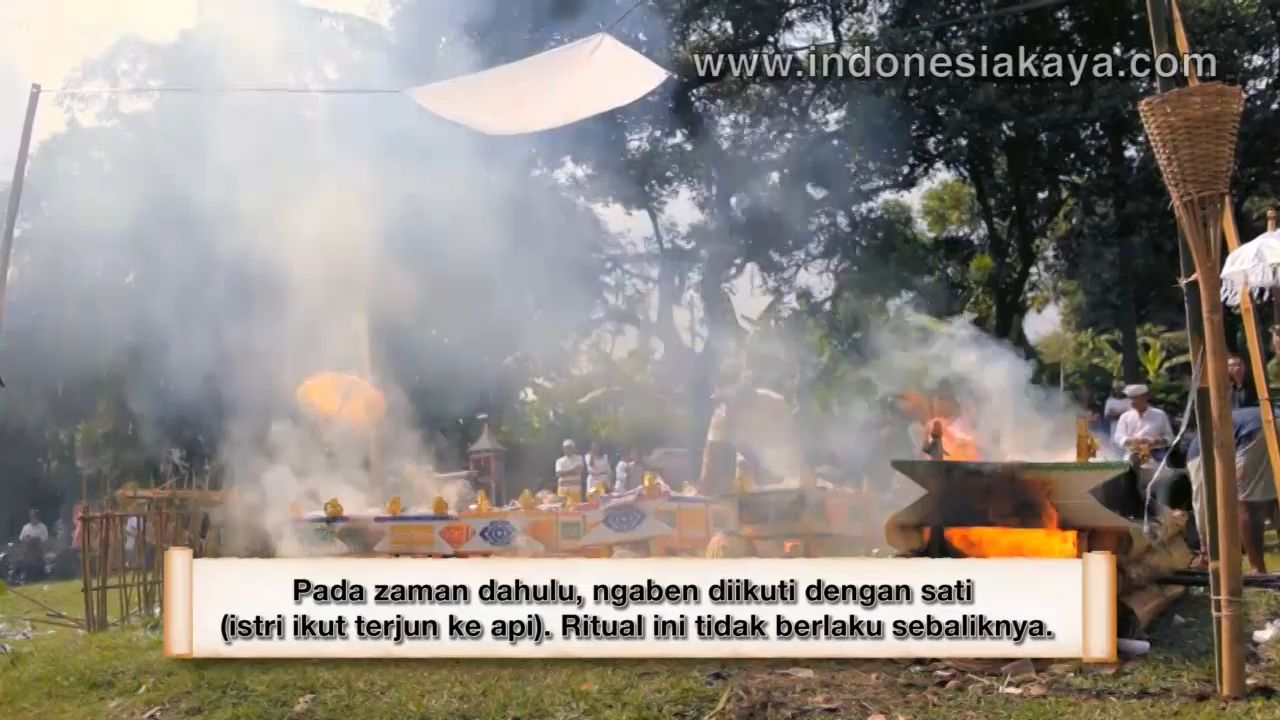 www.indonesiakaya.com
Pada zaman dahulu, ngaben diikuti dengan sati
(istri ikut terjun ke api). Ritual ini tidak berlaku sebaliknya.